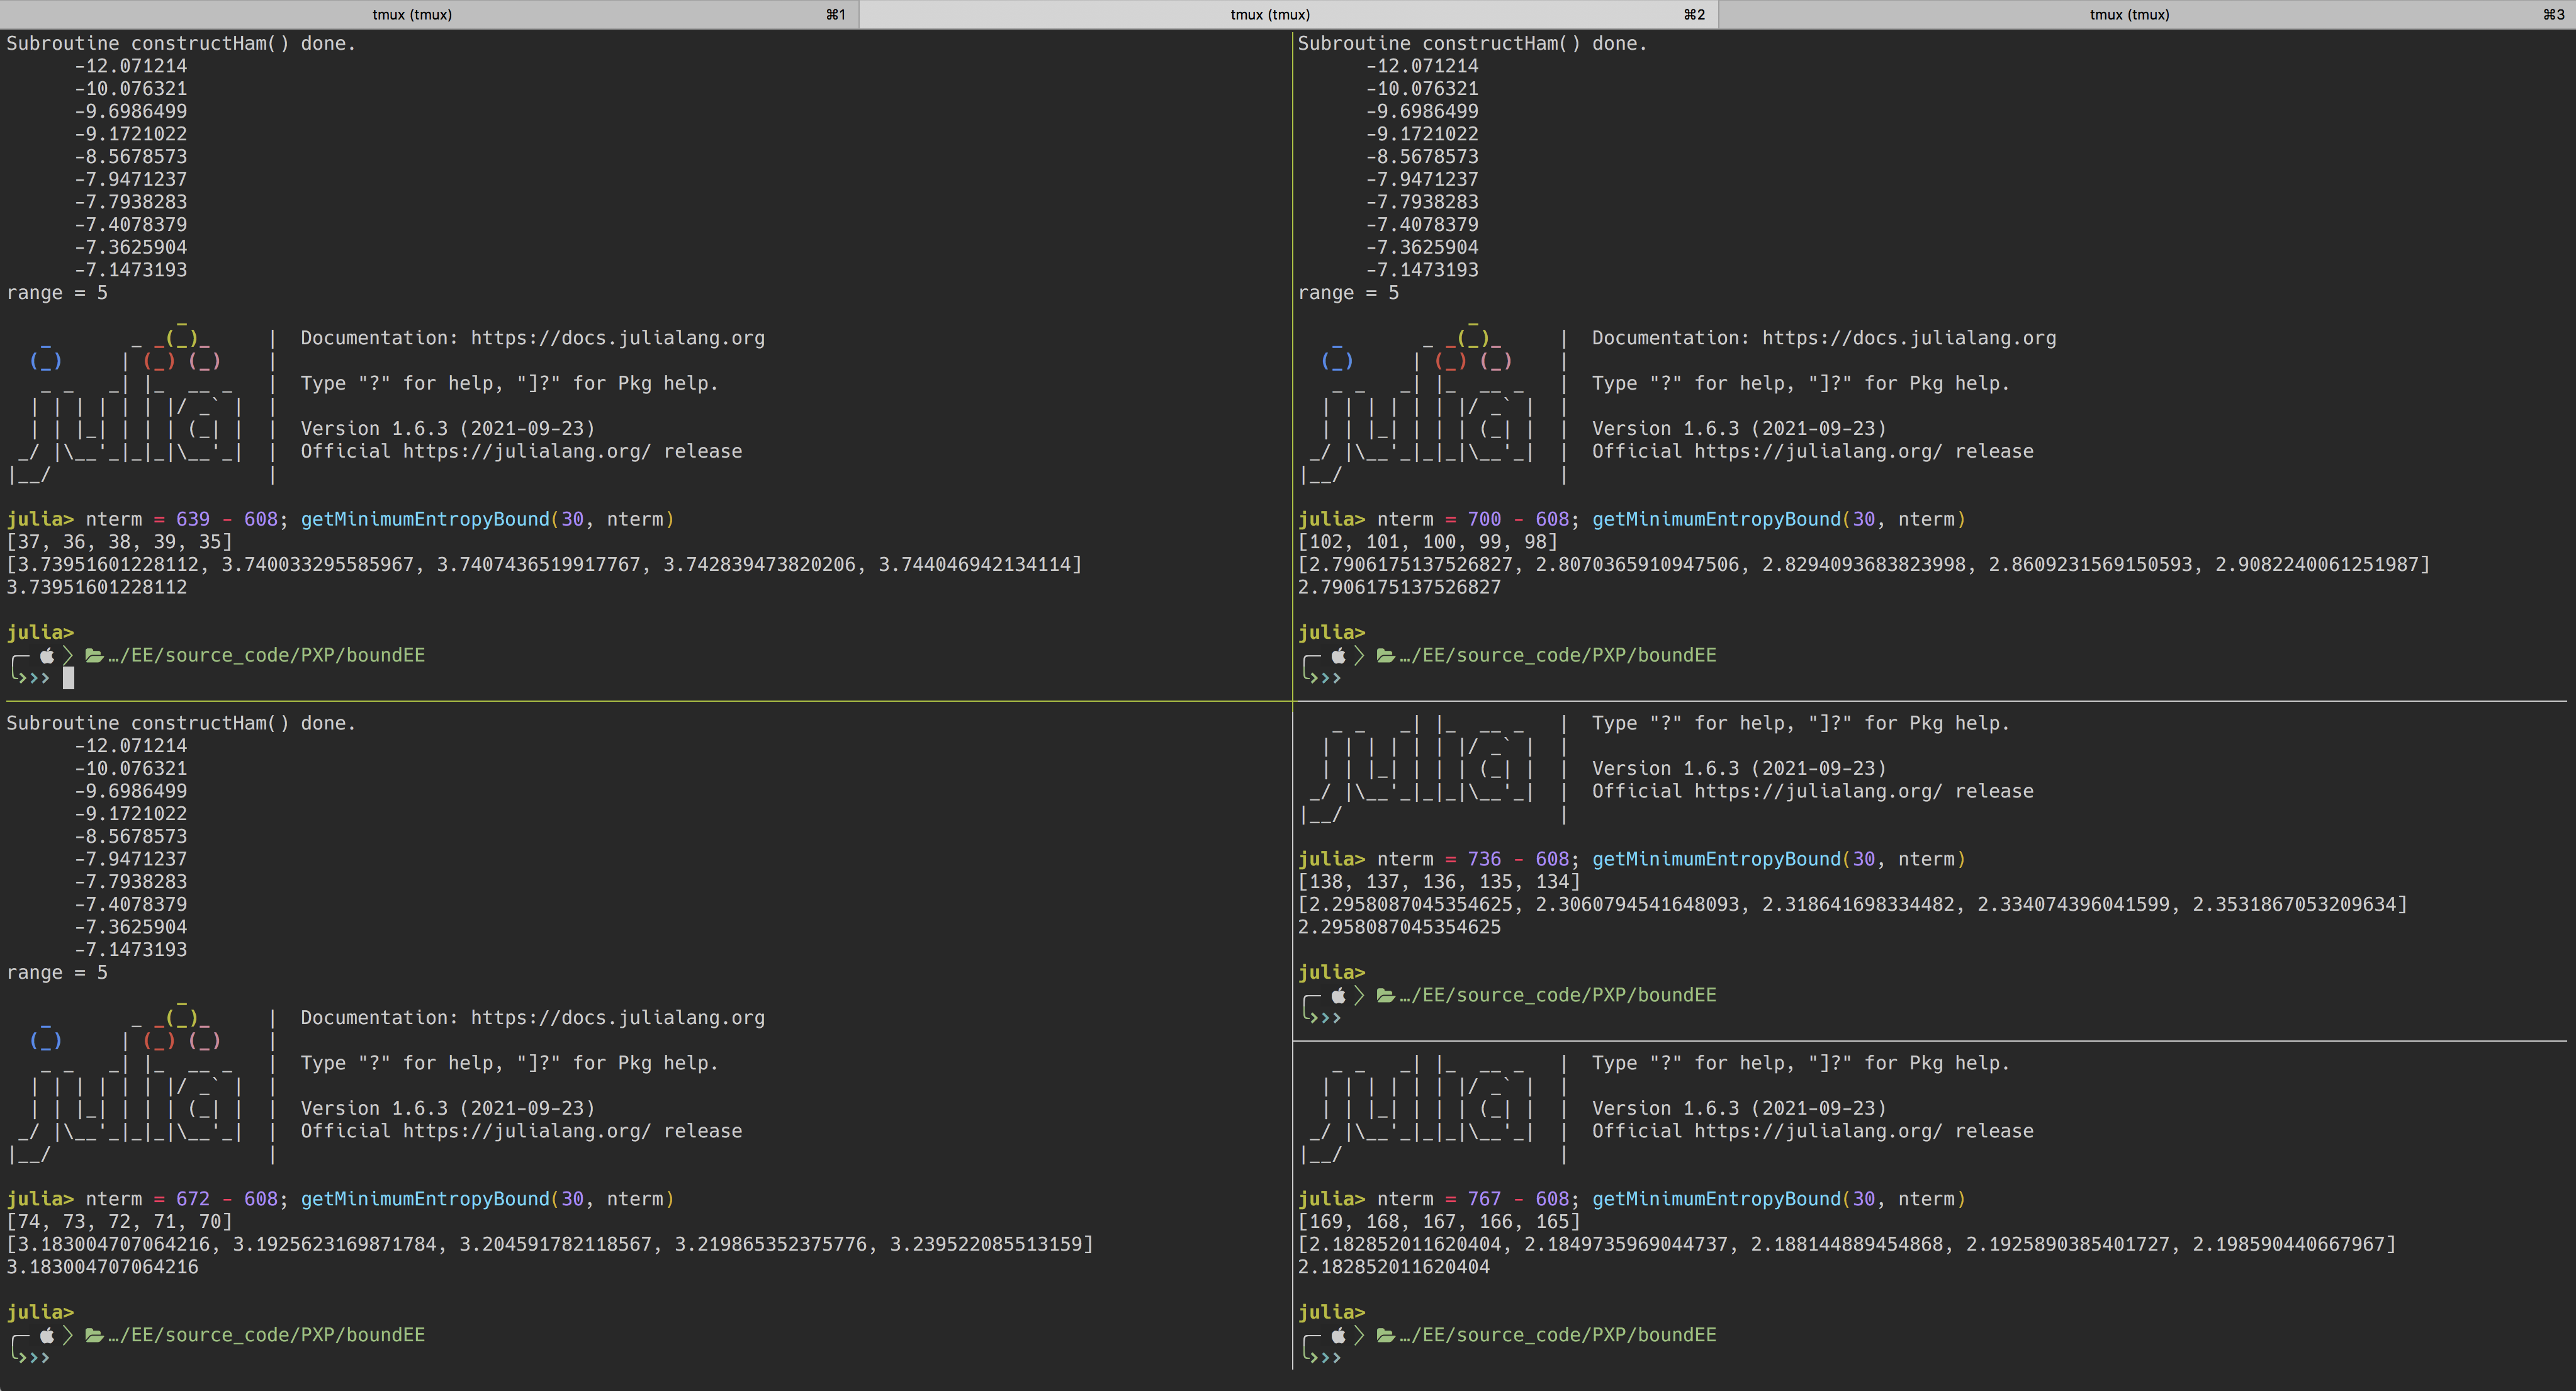 tmux (tmux) ⌘1
tmux (tmux) ⌘2
tmux (tmux) ⌘3
Subroutine constructHam() done.
-12.071214
-10.076321
-9.6986499
-9.1721022
-8.5678573
-7.9471237
-7.7938283
-7.4078379
-7.3625904
-7.1473193
range = 5
Documentation: https://docs.julialang.org
Type "?" for help, "]?" for Pkg help.
Version 1.6.3 (2021-09-23)
Official https://julialang.org/ release
julia> nterm = 639 - 608; getMinimumEntropyBound(30, nterm)
[37, 36, 38, 39, 35]
[3.73951601228112, 3.740033295585967, 3.7407436519917767, 3.742839473820206, 3.744046942134114]
3.73951601228112
julia>
…/EE/source_code/PXP/boundEE
Subroutine constructHam() done.
-12.071214
-10.076321
-9.6986499
-9.1721022
-8.5678573
-7.9471237
-7.7938283
-7.4078379
-7.3625904
-7.1473193
range = 5
Documentation: https://docs.julialang.org
Type "?" for help, "]?" for Pkg help.
Version 1.6.3 (2021-09-23)
Official https://julialang.org/ release
julia> nterm = 672 - 608; getMinimumEntropyBound(30, nterm)
[74, 73, 72, 71, 70]
[3.183004707064216, 3.1925623169871784, 3.204591782118567, 3.219865352375776, 3.239522085513159]
3.183004707064216
julia>
…/EE/source_code/PXP/boundEE
Subroutine constructHam() done.
-12.071214
-10.076321
-9.6986499
-9.1721022
-8.5678573
-7.9471237
-7.7938283
-7.4078379
-7.3625904
-7.1473193
range = 5
Documentation: https://docs.julialang.org
Type "?" for help, "]?" for Pkg help.
Version 1.6.3 (2021-09-23)
Official https://julialang.org/ release
julia> nterm = 700 - 608; getMinimumEntropyBound(30, nterm)
[102, 101, 100, 99, 98]
[2.7906175137526827, 2.8070365910947506, 2.8294093683823998, 2.8609231569150593, 2.9082240061251987]
2.7906175137526827
julia>
…/EE/source_code/PXP/boundEE
Type "?" for help, "]?" for Pkg help.
Version 1.6.3 (2021-09-23)
Official https://julialang.org/ release
julia> nterm = 736 - 608; getMinimumEntropyBound(30, nterm)
[138, 137, 136, 135, 134]
[2.2958087045354625, 2.3060794541648093, 2.318641698334482, 2.334074396041599, 2.3531867053209634]
2.2958087045354625
julia>
…/EE/source_code/PXP/boundEE
Type "?" for help, "]?" for Pkg help.
Version 1.6.3 (2021-09-23)
Official https://julialang.org/ release
julia> nterm = 767 - 608; getMinimumEntropyBound(30, nterm)
[169, 168, 167, 166, 165]
[2.182852011620404, 2.1849735969044737, 2.188144889454868, 2.1925890385401727, 2.198590440667967]
2.182852011620404
julia>
…/EE/source_code/PXP/boundEE